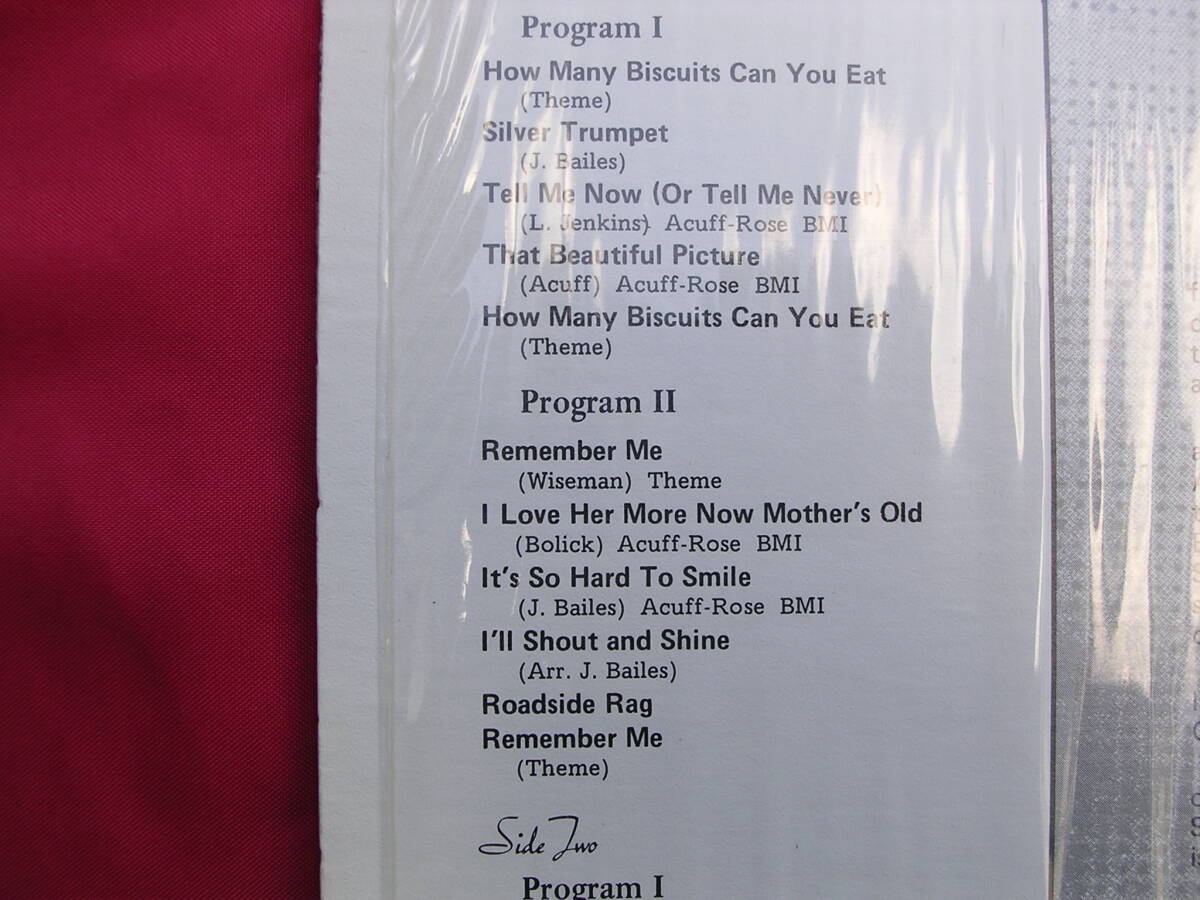 Program I
How Many Biscuits Can You Eat
(Theme)
Silver Trumpet
(J. Bailes)
Tell Me Now (Or Tell Me Never)
(L. Jenkins) Acuff-Rose BMI
That Beautiful Picture
(Acuff) Acuff-Rose BMI
How Many Biscuits Can You Eat
(Theme)
Program II
Remember Me
(Wiseman) Theme
I Love Her More Now Mother's Old
(Bolick) Acuff-Rose BMI
It's So Hard To Smile
(J. Bailes) Acuff-Rose BMI
I'll Shout and Shine
(Arr. J. Bailes)
Roadside Rag
Remember Me
(Theme)
Side Two
Program I